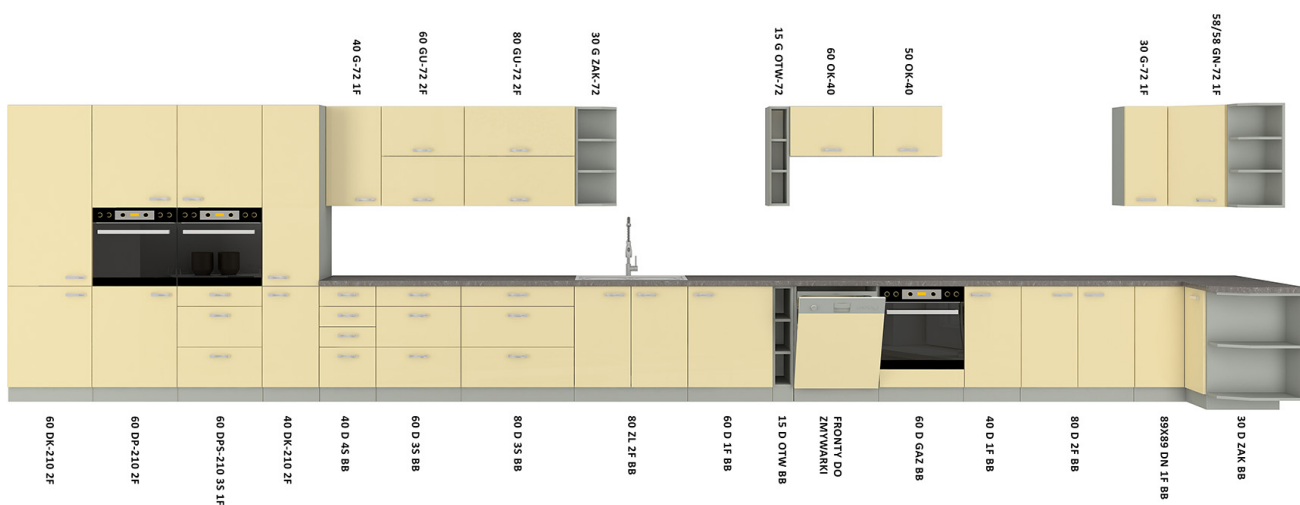 40 G-72 1F
60 GU-72 2F
80 GU-72 2F
30 G ZAK-72
15 G OTW-72
60 OK-40
50 OK-40
30 G-72 1F
58/58 GN-72 1F
60 DK-210 2F
60 DP-210 2F
60 DPS-210 3S 1F
40 DK-210 2F
40 D 4S BB
60 D 3S BB
80 D 3S BB
80 ZL 2F BB
60 D 1F BB
15 D OTW BB
FRONTY DO
ZMYWARKI
60 D GAZ BB
40 D 1F BB
80 D 2F BB
89X89 DN 1F BB
30 D ZAK BB